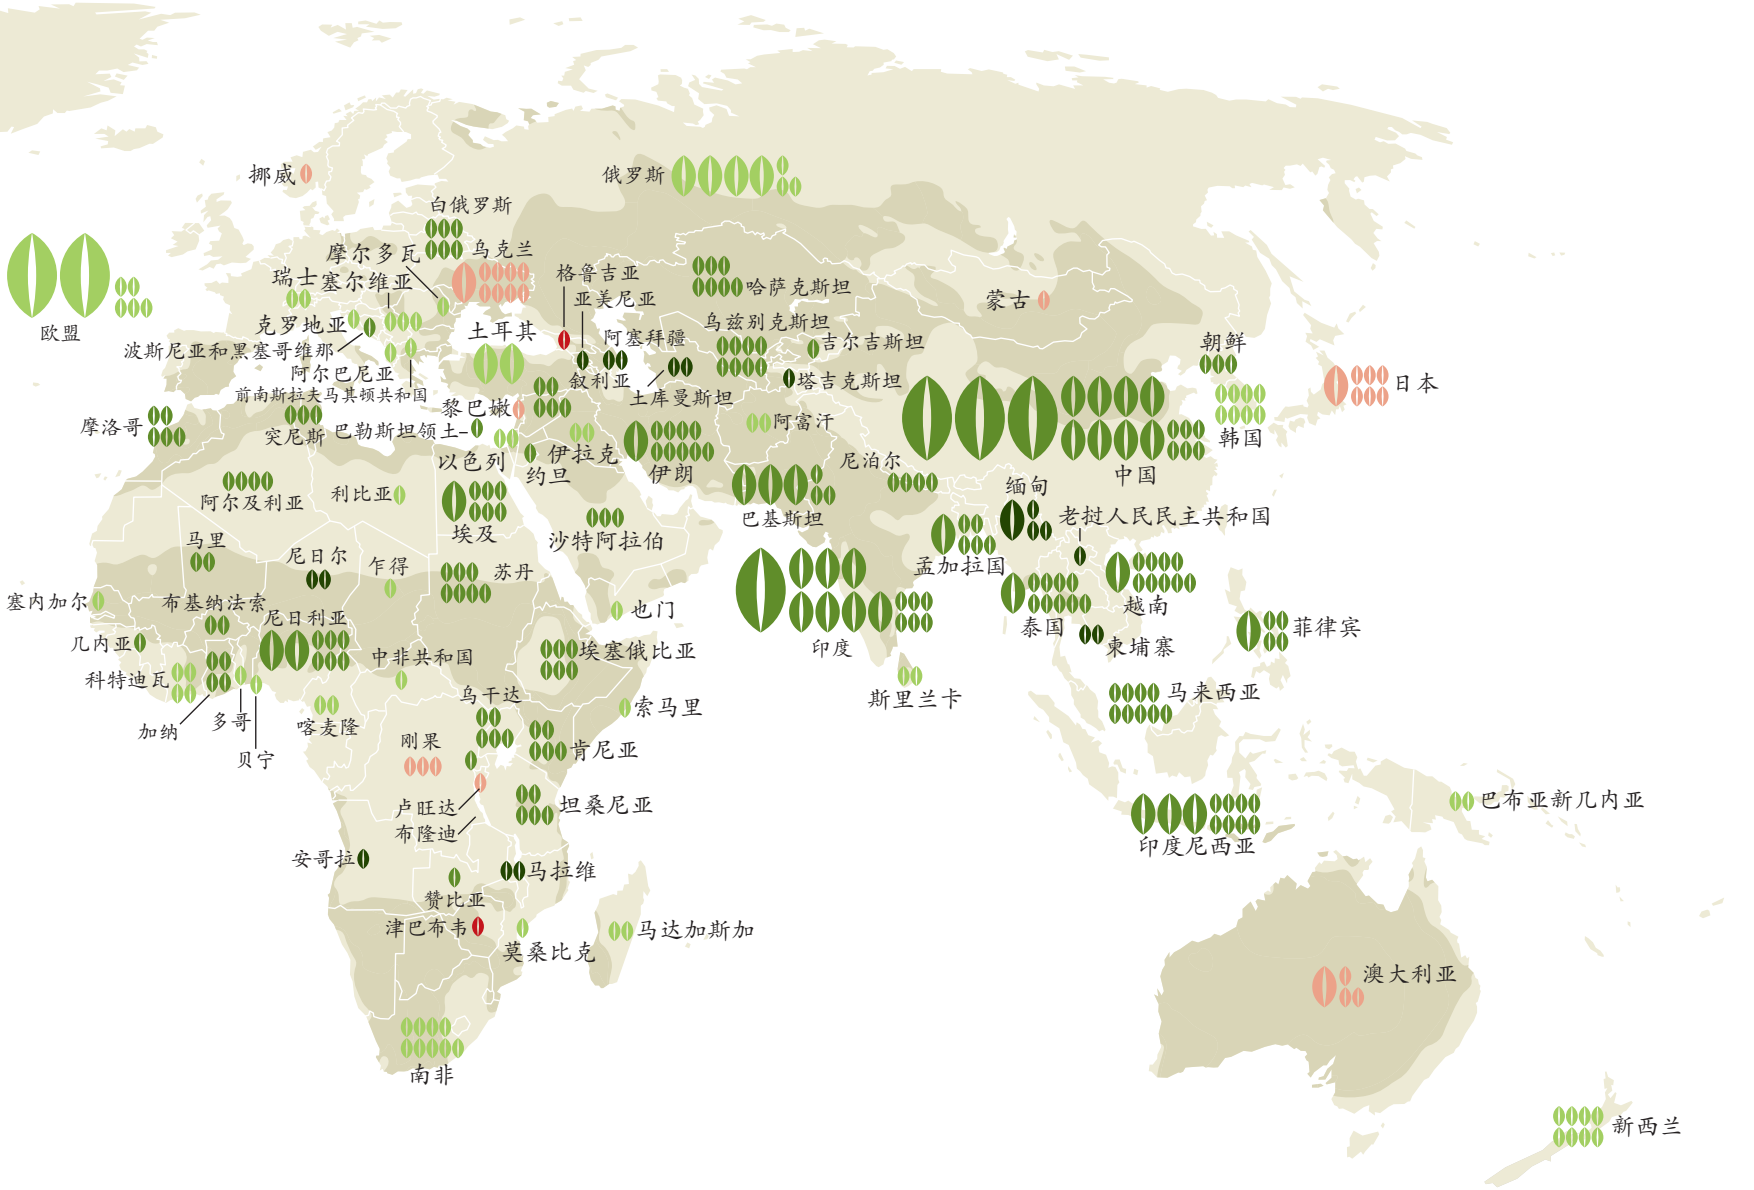 挪威
俄罗斯
白俄罗斯
摩尔多瓦
乌克兰
瑞士
塞尔维亚
格鲁吉亚
亚美尼亚
哈萨克斯坦
蒙古
欧盟
克罗地亚
土耳其
阿塞拜疆
乌兹别克斯坦
吉尔吉斯坦
朝鲜
波斯尼亚和黑塞哥维那
阿尔巴尼亚
叙利亚
土库曼斯坦
塔吉克斯坦
日本
前南斯拉夫马其顿共和国
黎巴嫩
摩洛哥
突尼斯
巴勒斯坦领土
阿富汗
韩国
以色列
约旦
伊拉克
伊朗
尼泊尔
中国
阿尔及利亚
利比亚
缅甸
埃及
沙特阿拉伯
巴基斯坦
老挝人民民主共和国
马里
尼日尔
乍得
苏丹
孟加拉国
塞内加尔
布基纳法索
也门
越南
几内亚
尼日利亚
泰国
菲律宾
中非共和国
埃塞俄比亚
印度
柬埔寨
科特迪瓦
乌干达
索马里
斯里兰卡
马来西亚
加纳
多哥
喀麦隆
贝宁
刚果
肯尼亚
卢旺达
坦桑尼亚
巴布亚新几内亚
布隆迪
印度尼西亚
安哥拉
马拉维
赞比亚
津巴布韦
莫桑比克
马达加斯加
澳大利亚
南非
新西兰